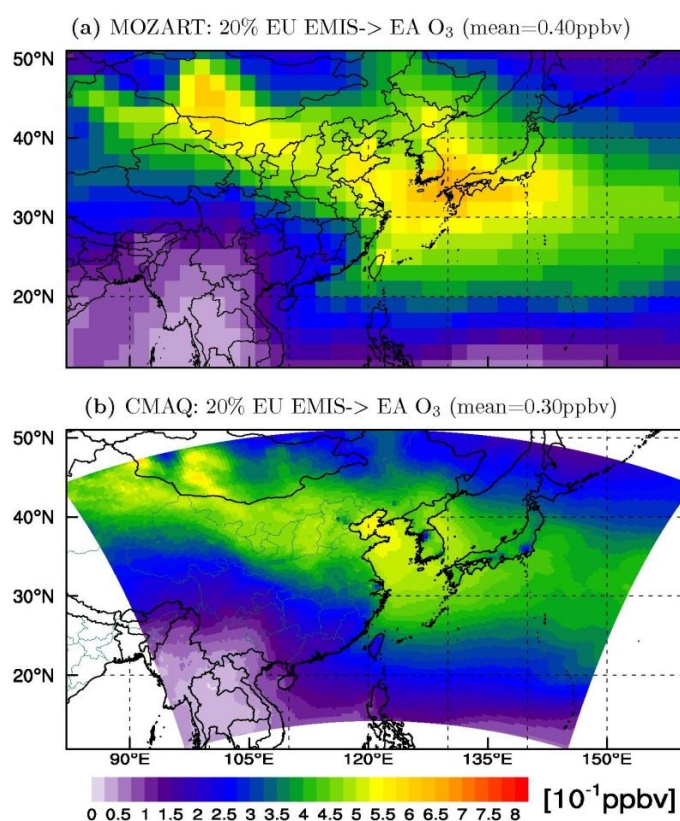 (a) MOZART: 20% EU EMIS-> EA O₃ (mean=0.40ppbv)
50°N
40°N
30°N
20°N
(b) CMAQ: 20% EU EMIS-> EA O₃ (mean=0.30ppbv)
50°N
40°N
30°N
20°N
90°E 105°E 120°E 135°E 150°E
0 0.5 1 1.5 2 2.5 3 3.5 4 4.5 5 5.5 6 6.5 7 7.5 8 [10⁻¹ ppbv]